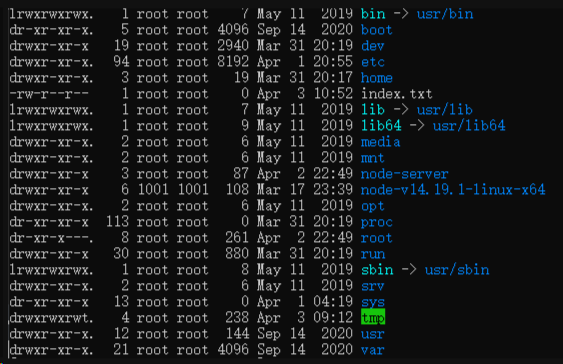 lrwxrwxrwx.   1 root root    7 May 11  2019 bin -> usr/bin
dr-xr-xr-x.   5 root root 4096 Sep 14  2020 boot
drwxr-xr-x   19 root root 2940 Mar 31 20:19 dev
drwxr-xr-x.  94 root root 8192 Apr  1 20:55 etc
drwxr-xr-x.   3 root root   19 Mar 31 20:17 home
-rw-r--r--    1 root root    0 Apr  3 10:52 index.txt
lrwxrwxrwx.   1 root root    7 May 11  2019 lib -> usr/lib
lrwxrwxrwx.   1 root root    9 May 11  2019 lib64 -> usr/lib64
drwxr-xr-x.   2 root root    6 May 11  2019 media
drwxr-xr-x.   2 root root    6 May 11  2019 mnt
drwxr-xr-x    3 root root   87 Apr  2 22:49 node-server
drwxr-xr-x    6 1001 1001  108 Mar 17 23:39 node-v14.19.1-linux-x64
drwxr-xr-x.   2 root root    6 May 11  2019 opt
dr-xr-xr-x  113 root root    0 Mar 31 20:19 proc
dr-xr-x---.   8 root root  261 Apr  2 22:49 root
drwxr-xr-x   30 root root  880 Mar 31 20:19 run
lrwxrwxrwx.   1 root root    8 May 11  2019 sbin -> usr/sbin
drwxr-xr-x.   2 root root    6 May 11  2019 srv
dr-xr-xr-x   13 root root    0 Apr  1 04:19 sys
drwxrwxrwt.   4 root root  238 Apr  3 09:12 tmp
drwxr-xr-x.  12 root root  144 Sep 14  2020 usr
drwxr-xr-x.  21 root root 4096 Sep 14  2020 var